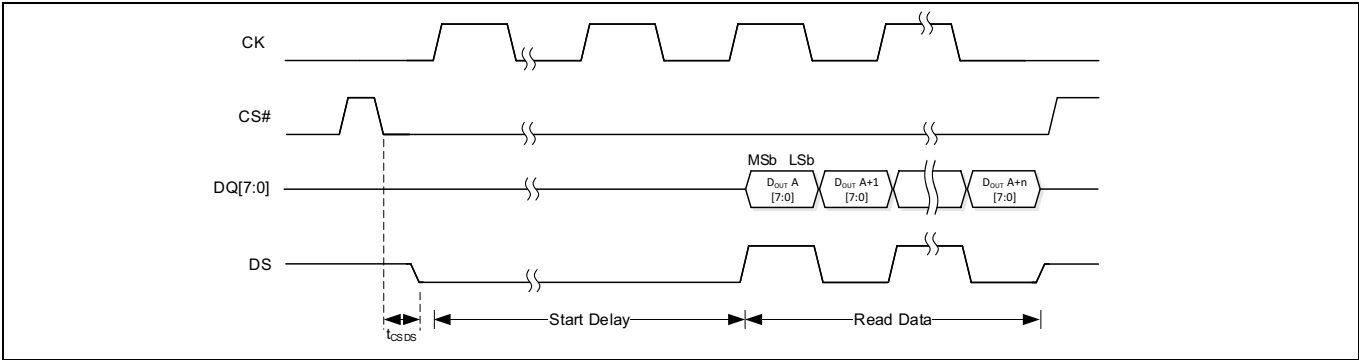 CK
CS#
MSb LSb
DQ[7:0]
DOUT A
[7:0]
DOUT A+1
[7:0]
DOUT A+n
[7:0]
DS
tCSDS
Start Delay
Read Data